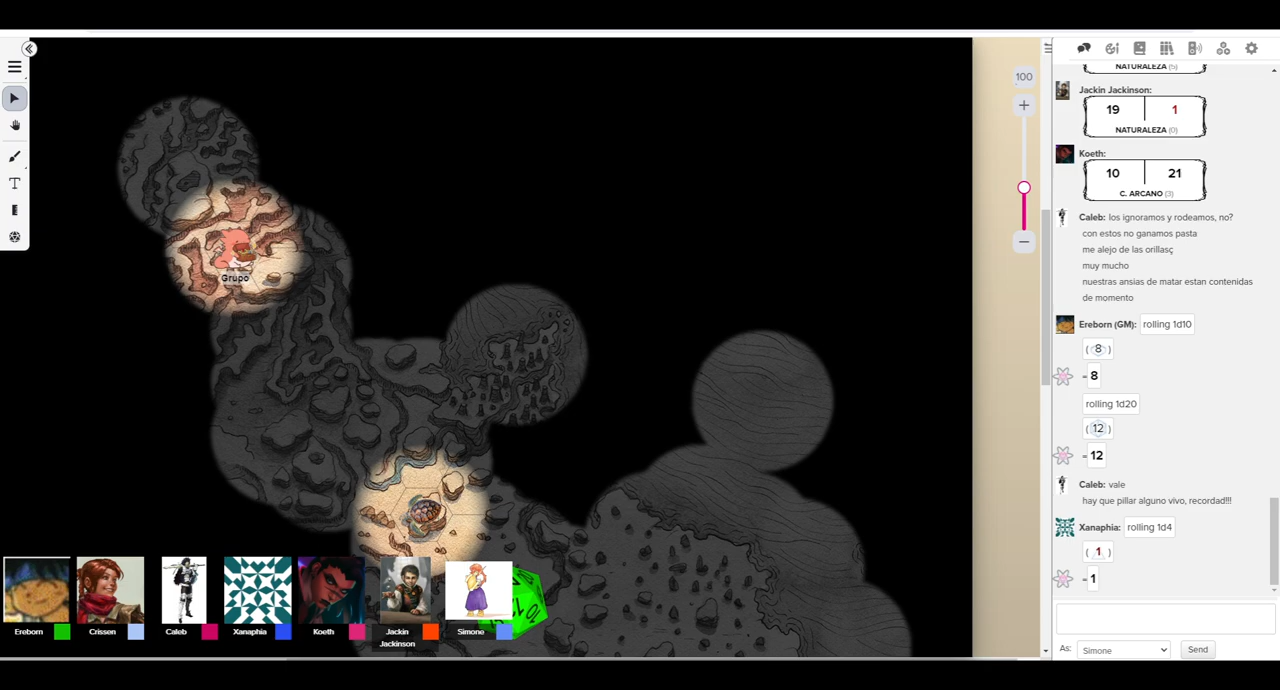 100
NATURALEZA (5)
Jackin Jackinson:
19 1
NATURALEZA (0)
Koeth:
10 21
C. ARCANO (3)
Caleb: los ignoramos y rodeamos, no?
con estos no ganamos pasta
me alejo de las orillasç
muy mucho
nuestras ansias de matar estan contenidas
de momento
Ereborn (GM): rolling 1d10
(8)
=8
rolling 1d20
(12)
=12
Caleb: vale
hay que pillar alguno vivo, recordad!!!
Xanaphia: rolling 1d4
(1)
=1
Grupo
Ereborn
Crissen
Caleb
Xanaphia
Koeth
Jackin
Jackinson
Simone
As: Simone Send